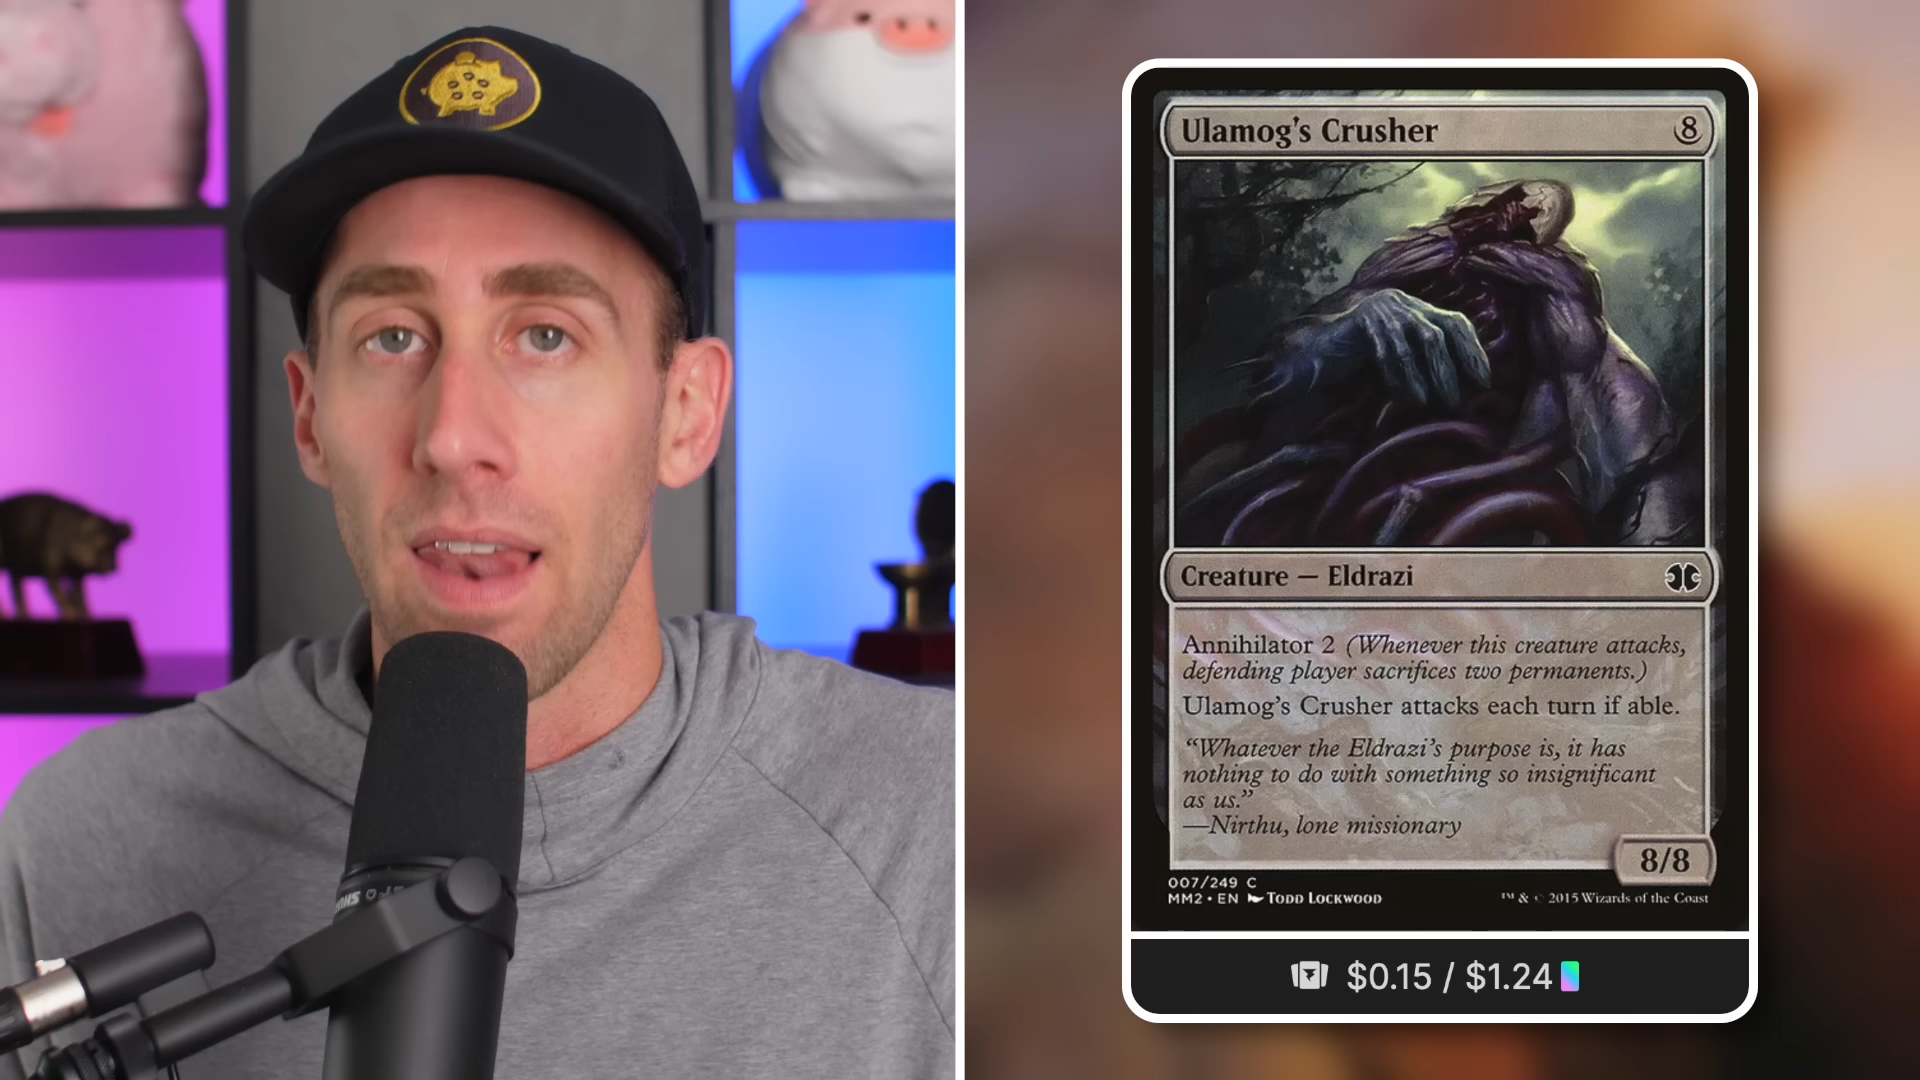 Ulamog's Crusher 8
Creature — Eldrazi
Annihilator 2 (Whenever this creature attacks,
defending player sacrifices two permanents.)
Ulamog's Crusher attacks each turn if able.
“Whatever the Eldrazi's purpose is, it has
nothing to do with something so insignificant
as us.”
—Nirthu, lone missionary
8/8
007/249 C
MM2 • EN Todd Lockwood
™ & © 2015 Wizards of the Coast
$0.15 / $1.24